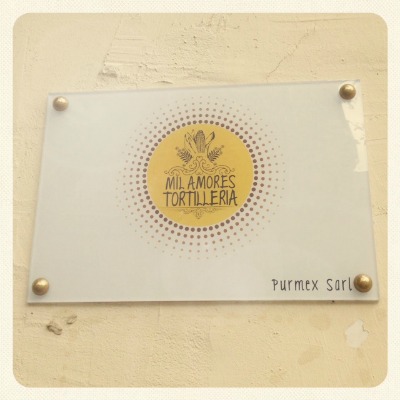 MIL AMORES
TORTILLERIA
Purmex Sarl